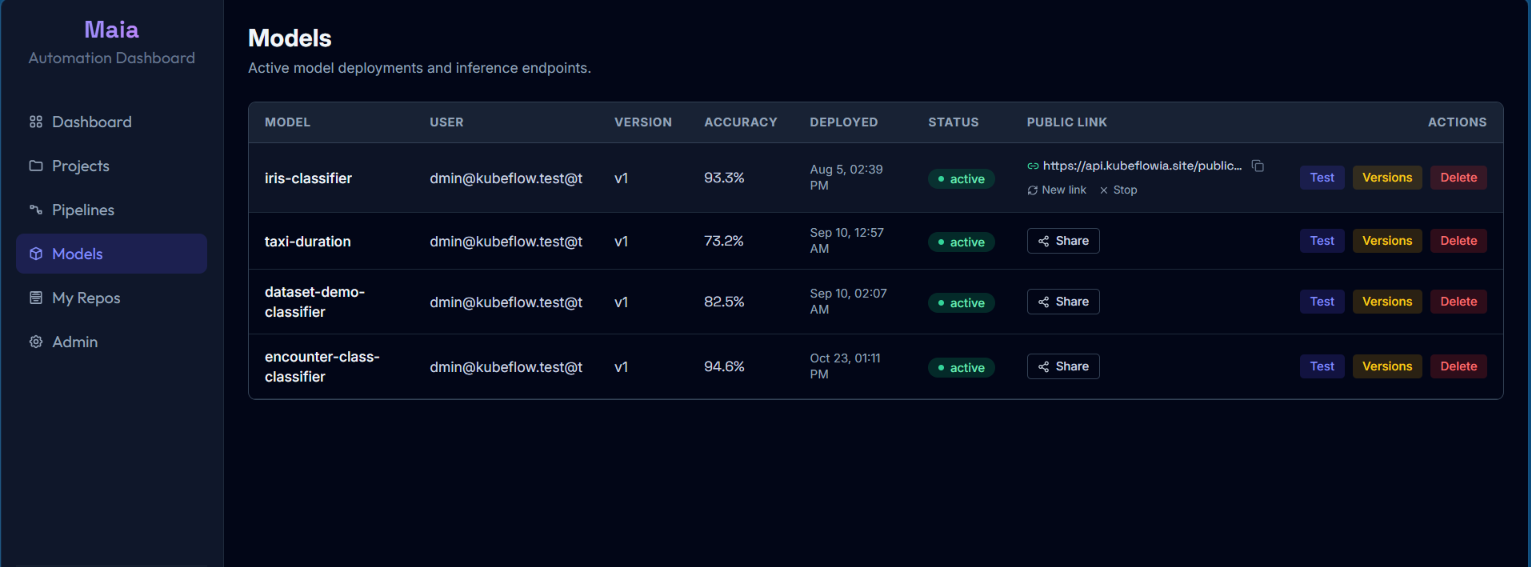 Maia
Automation Dashboard
Dashboard
Projects
Pipelines
Models
My Repos
Admin
Models
Active model deployments and inference endpoints.
MODEL USER VERSION ACCURACY DEPLOYED STATUS PUBLIC LINK ACTIONS
iris-classifier dmin@kubeflow.test@t v1 93.3% Aug 5, 02:39 PM active https://api.kubeflowia.site/public... Test Versions Delete
New link Stop
taxi-duration dmin@kubeflow.test@t v1 73.2% Sep 10, 12:57 AM active Share Test Versions Delete
dataset-demo-classifier dmin@kubeflow.test@t v1 82.5% Sep 10, 02:07 AM active Share Test Versions Delete
encounter-class-classifier dmin@kubeflow.test@t v1 94.6% Oct 23, 01:11 PM active Share Test Versions Delete